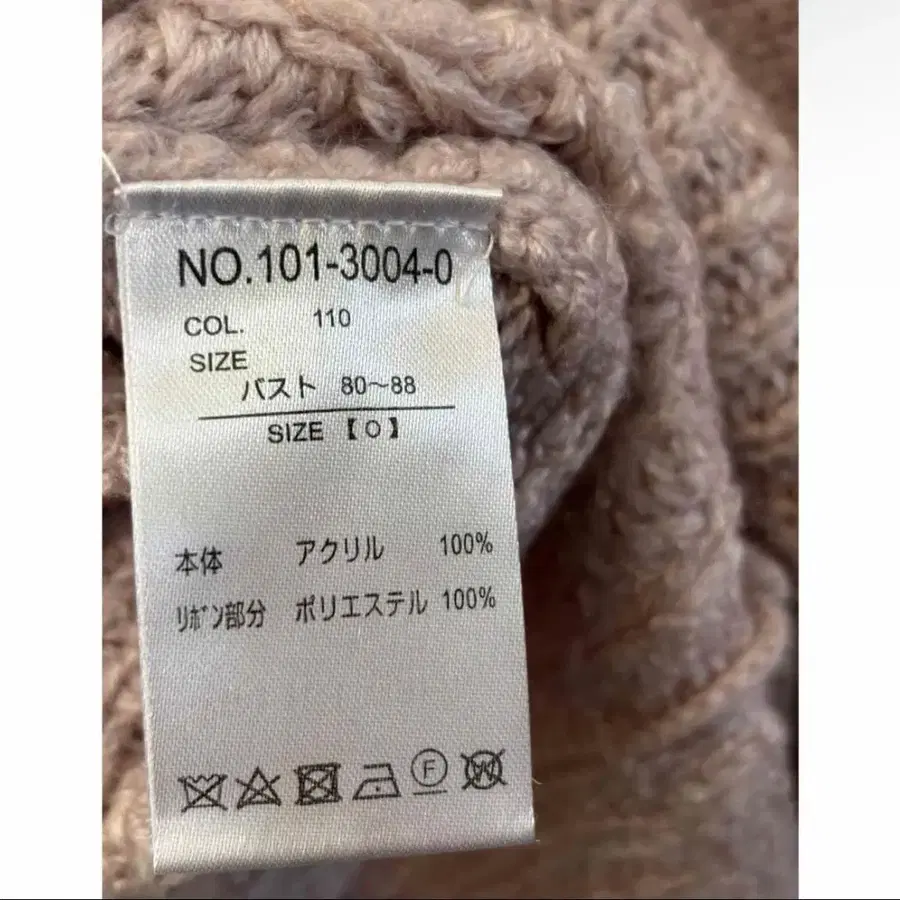 NO.101-3004-0
COL. 110
SIZE
バスト 80～88
SIZE 【O】
本体 アクリル 100%
ﾘﾎﾞﾝ部分 ポリエステル 100%
F W